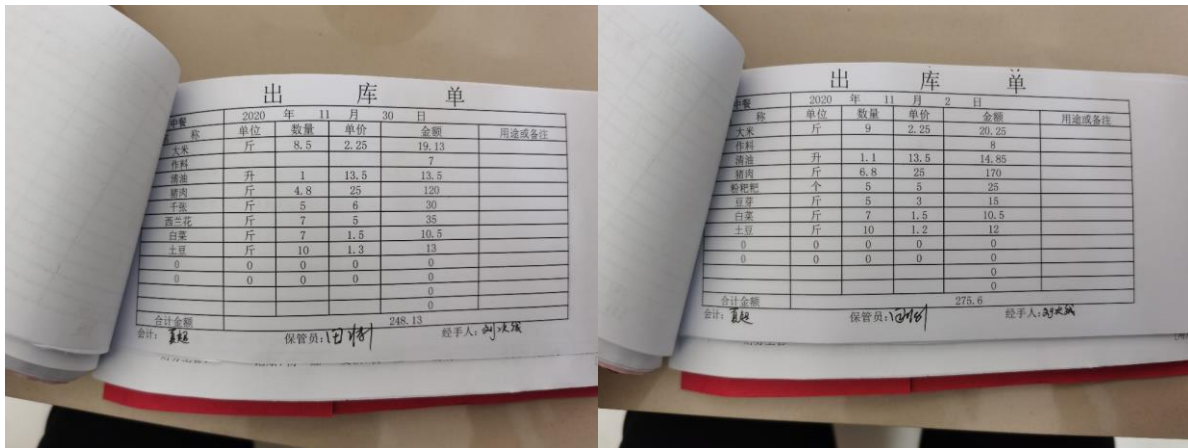 出 库 单
中餐 2020 年 11 月 30 日
称 单位 数量 单价 金额 用途或备注
大米 斤 8.5 2.25 19.13
作料 7
清油 升 1 13.5 13.5
猪肉 斤 4.8 25 120
千张 斤 5 6 30
西兰花 斤 7 5 35
白菜 斤 7 1.5 10.5
土豆 斤 10 1.3 13
0 0 0 0 0
0 0 0 0 0
0
0
合计金额 248.13
会计: 保管员: 经手人:
出 库 单
中餐 2020 年 11 月 2 日
称 单位 数量 单价 金额 用途或备注
大米 斤 9 2.25 20.25
作料 8
清油 升 1.1 13.5 14.85
猪肉 斤 6.8 25 170
粉粑粑 个 5 5 25
豆芽 斤 5 3 15
白菜 斤 7 1.5 10.5
土豆 斤 10 1.2 12
0 0 0 0 0
0 0 0 0 0
0
0
合计金额 275.6
会计: 保管员: 经手人: